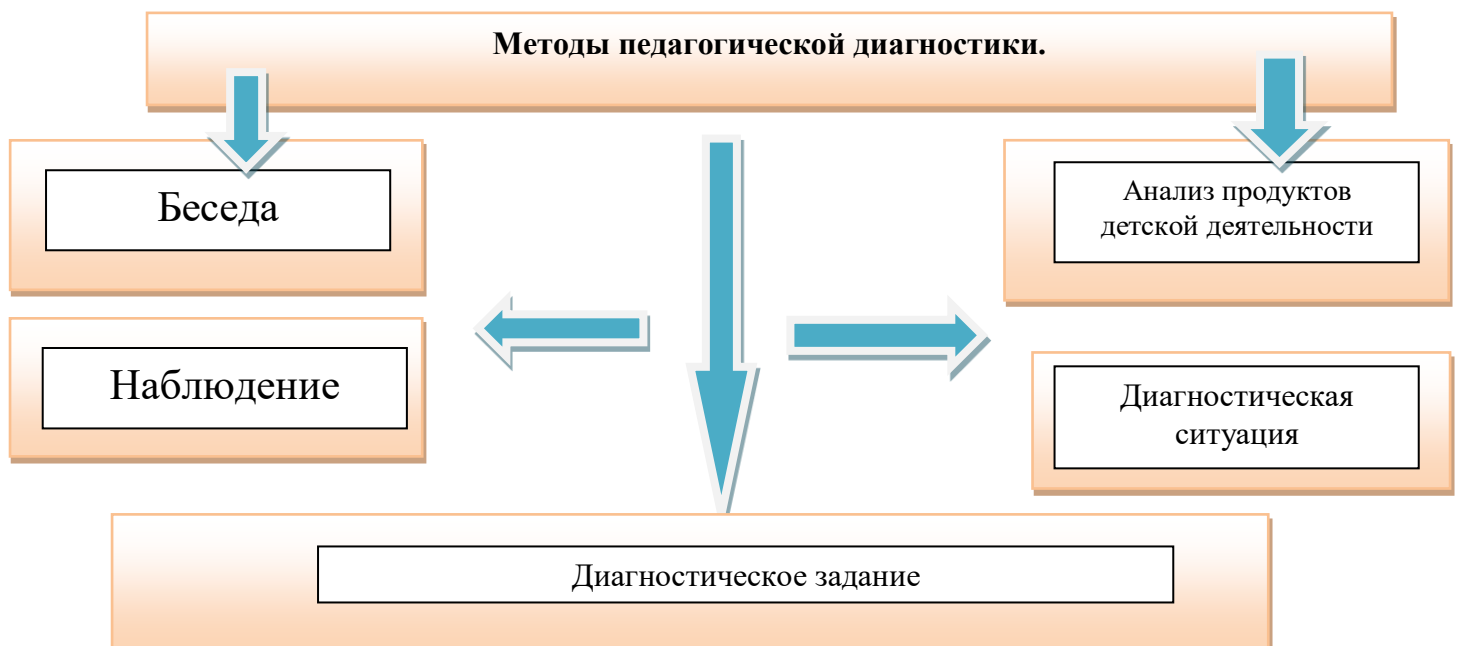 Методы педагогической диагностики.
Беседа
Анализ продуктов
детской деятельности
Наблюдение
Диагностическая
ситуация
Диагностическое задание